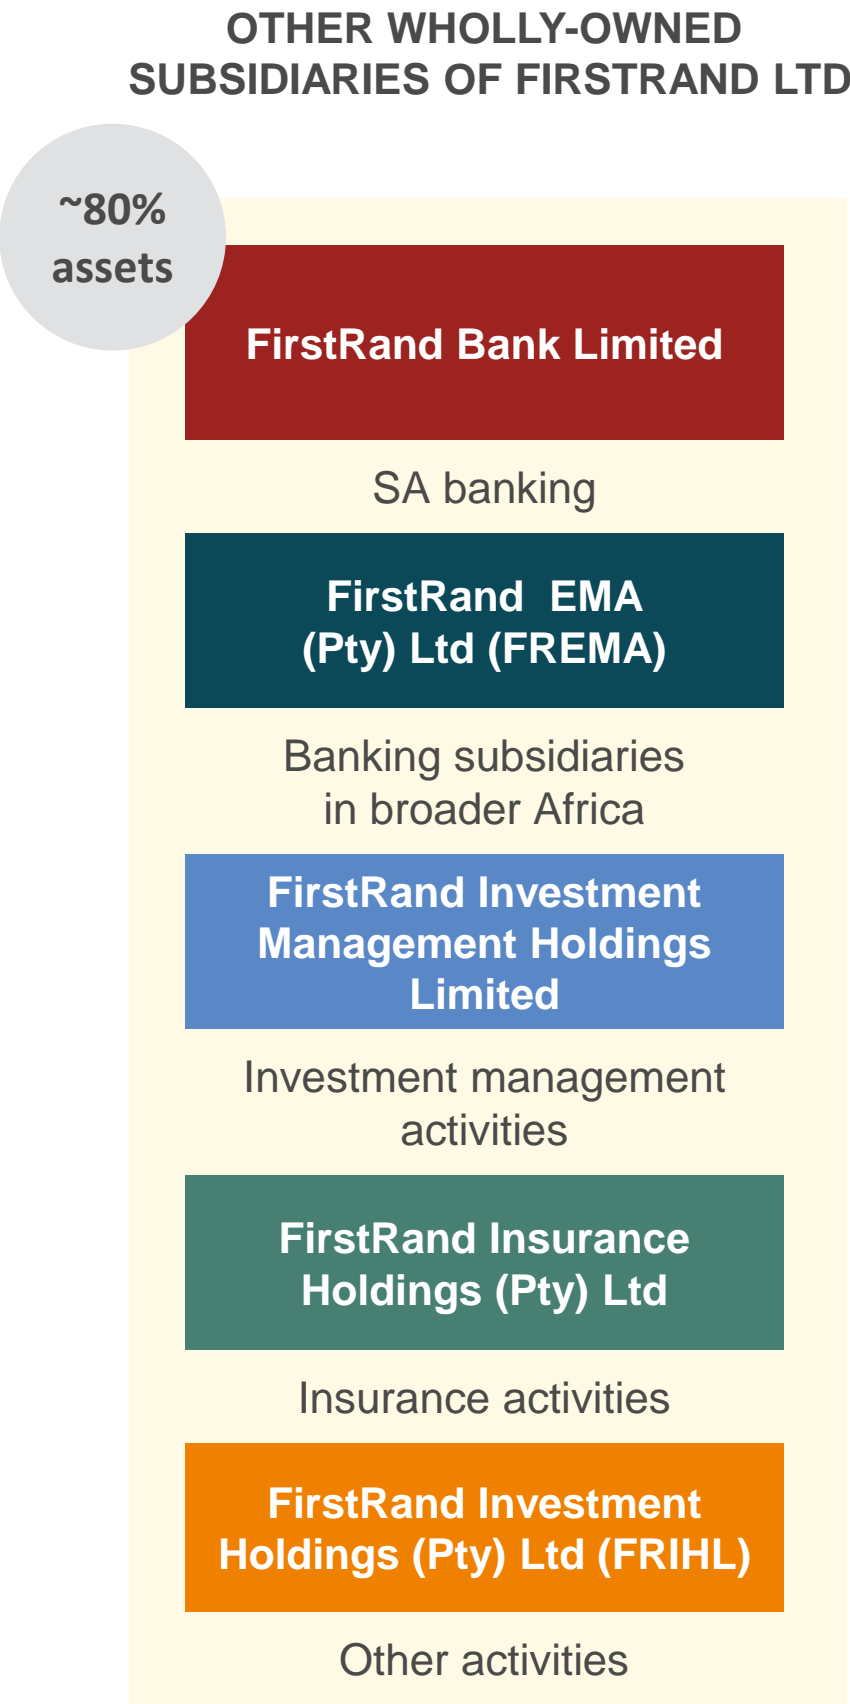 OTHER WHOLLY-OWNED
SUBSIDIARIES OF FIRSTRAND LTD
~80%
assets
FirstRand Bank Limited
SA banking
FirstRand EMA
(Pty) Ltd (FREMA)
Banking subsidiaries
in broader Africa
FirstRand Investment
Management Holdings
Limited
Investment management
activities
FirstRand Insurance
Holdings (Pty) Ltd
Insurance activities
FirstRand Investment
Holdings (Pty) Ltd (FRIHL)
Other activities